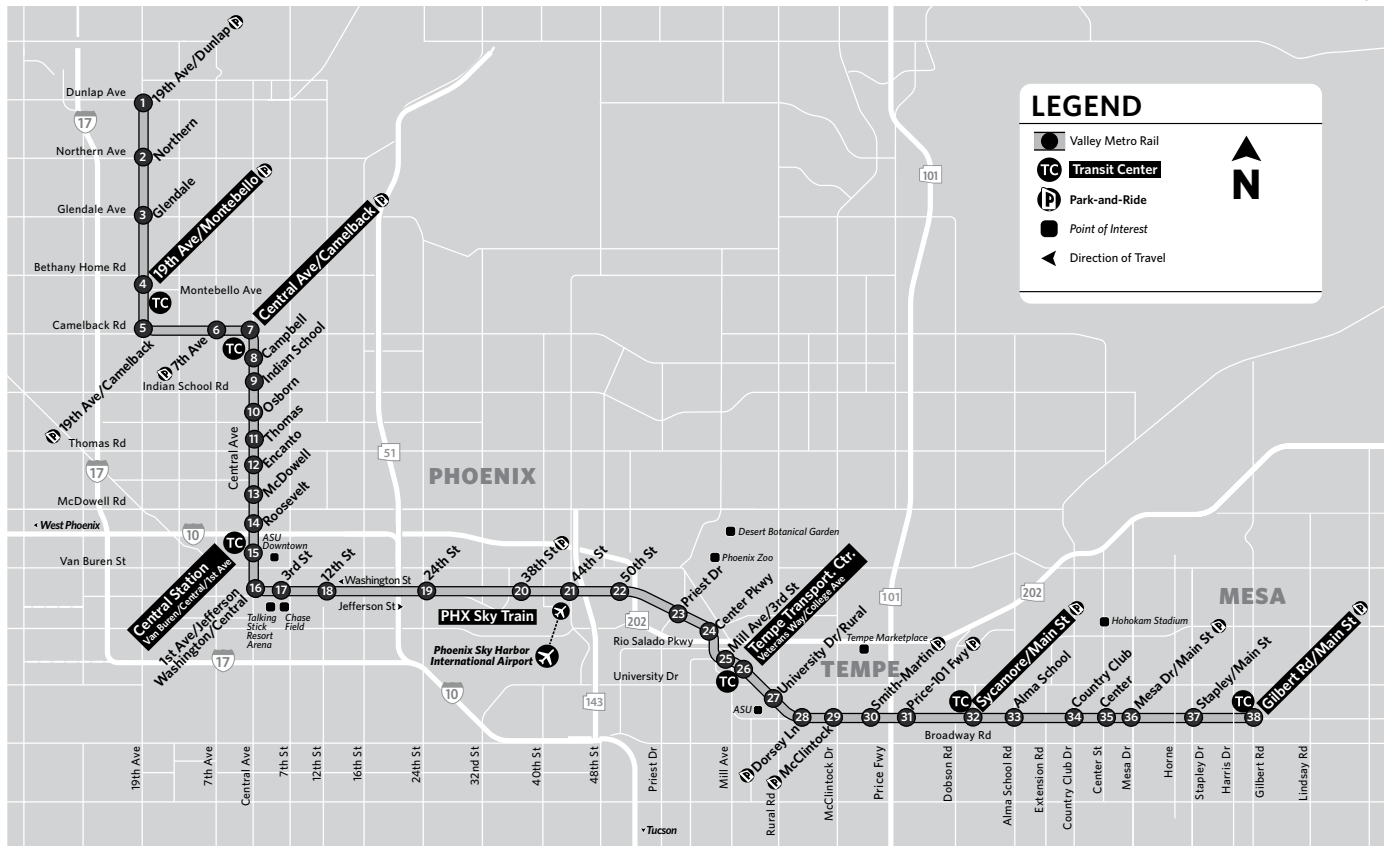 LEGEND
Valley Metro Rail
TC Transit Center
P Park-and-Ride
Point of Interest
Direction of Travel
N
Dunlap Ave
Northern Ave
Glendale Ave
Bethany Home Rd
Montebello Ave
Camelback Rd
Indian School Rd
Thomas Rd
McDowell Rd
West Phoenix
Van Buren St
Central Ave
17
17
10
17
51
10
101
101
202
202
143
PHOENIX
TEMPE
MESA
1 19th Ave/Dunlap P
2 Northern
3 Glendale
4 19th Ave/Montebello P
TC
5 P 19th Ave/Camelback
6 P 7th Ave
7 Central Ave/Camelback P
TC
8 Campbell
9 Indian School
10 Osborn
11 Thomas
12 Encanto
13 McDowell
14 Roosevelt
TC
15 Central Station
Van Buren/Central/1st Ave
ASU
Downtown
16 1st Ave/Jefferson
Washington/Central
17 3rd St
Talking
Stick
Resort
Arena
Chase
Field
18 12th St
Washington St
Jefferson St
19 24th St
20 38th St P
21 44th St
PHX Sky Train
Phoenix Sky Harbor
International Airport
22 50th St
Desert Botanical Garden
Phoenix Zoo
23 Priest Dr
24 Center Pkwy
Rio Salado Pkwy
25 Mill Ave/3rd St
26 Tempe Transport. Ctr.
Veterans Way/College Ave
TC
University Dr
27 University Dr/Rural
ASU
Tempe Marketplace
28 P Dorsey Ln
29 P McClintock
30 Smith-Martin P
31 Price-101 Fwy P
Broadway Rd
TC
32 Sycamore/Main St P
33 Alma School
34 Country Club
35 Center
Hohokam Stadium
36 Mesa Dr/Main St P
37 Stapley/Main St
TC
38 Gilbert Rd/Main St P
19th Ave
7th Ave
Central Ave
7th St
12th St
16th St
24th St
32nd St
40th St
48th St
Priest Dr
Mill Ave
Rural Rd
McClintock Dr
Price Fwy
Dobson Rd
Alma School Rd
Extension Rd
Country Club Dr
Center St
Mesa Dr
Horne
Stapley Dr
Harris Dr
Gilbert Rd
Lindsay Rd
Tucson